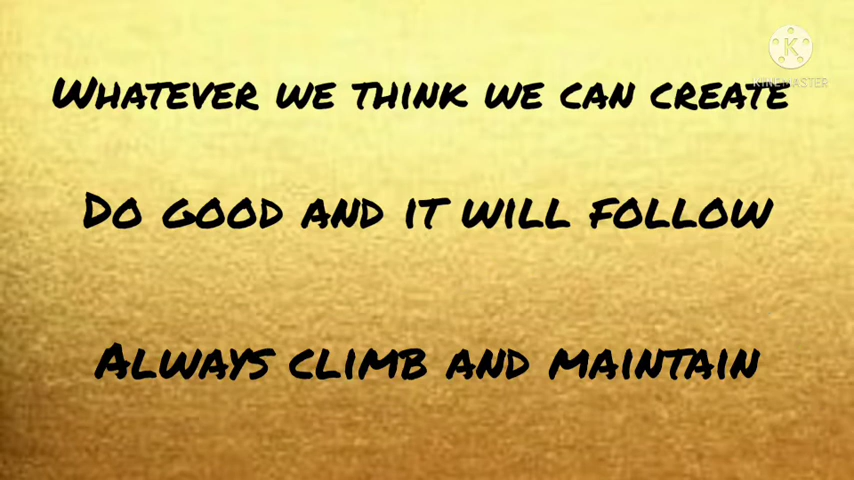 KINEMASTER
Whatever we think we can create
Do good and it will follow
Always climb and maintain